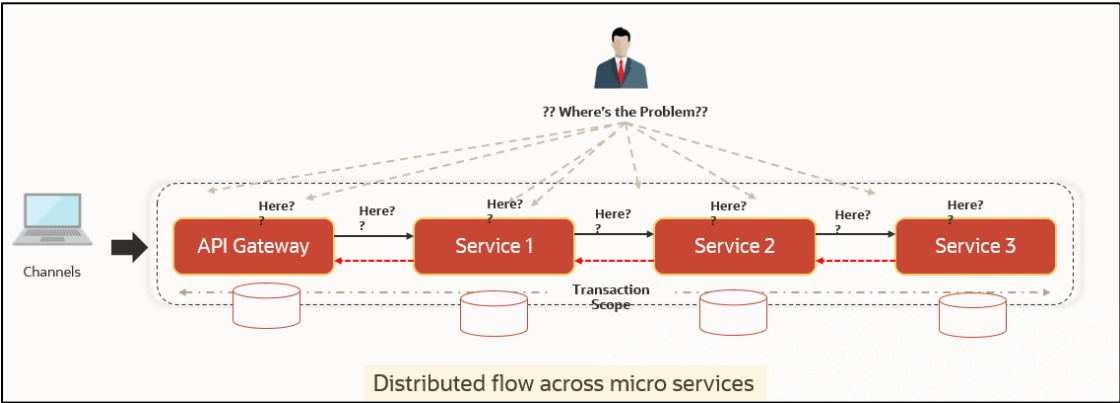 ?? Where's the Problem??
Here?
?
Here?
?
Here?
?
Here?
?
Here?
?
Here?
?
Here?
?
API Gateway
Service 1
Service 2
Service 3
Channels
Transaction
Scope
Distributed flow across micro services